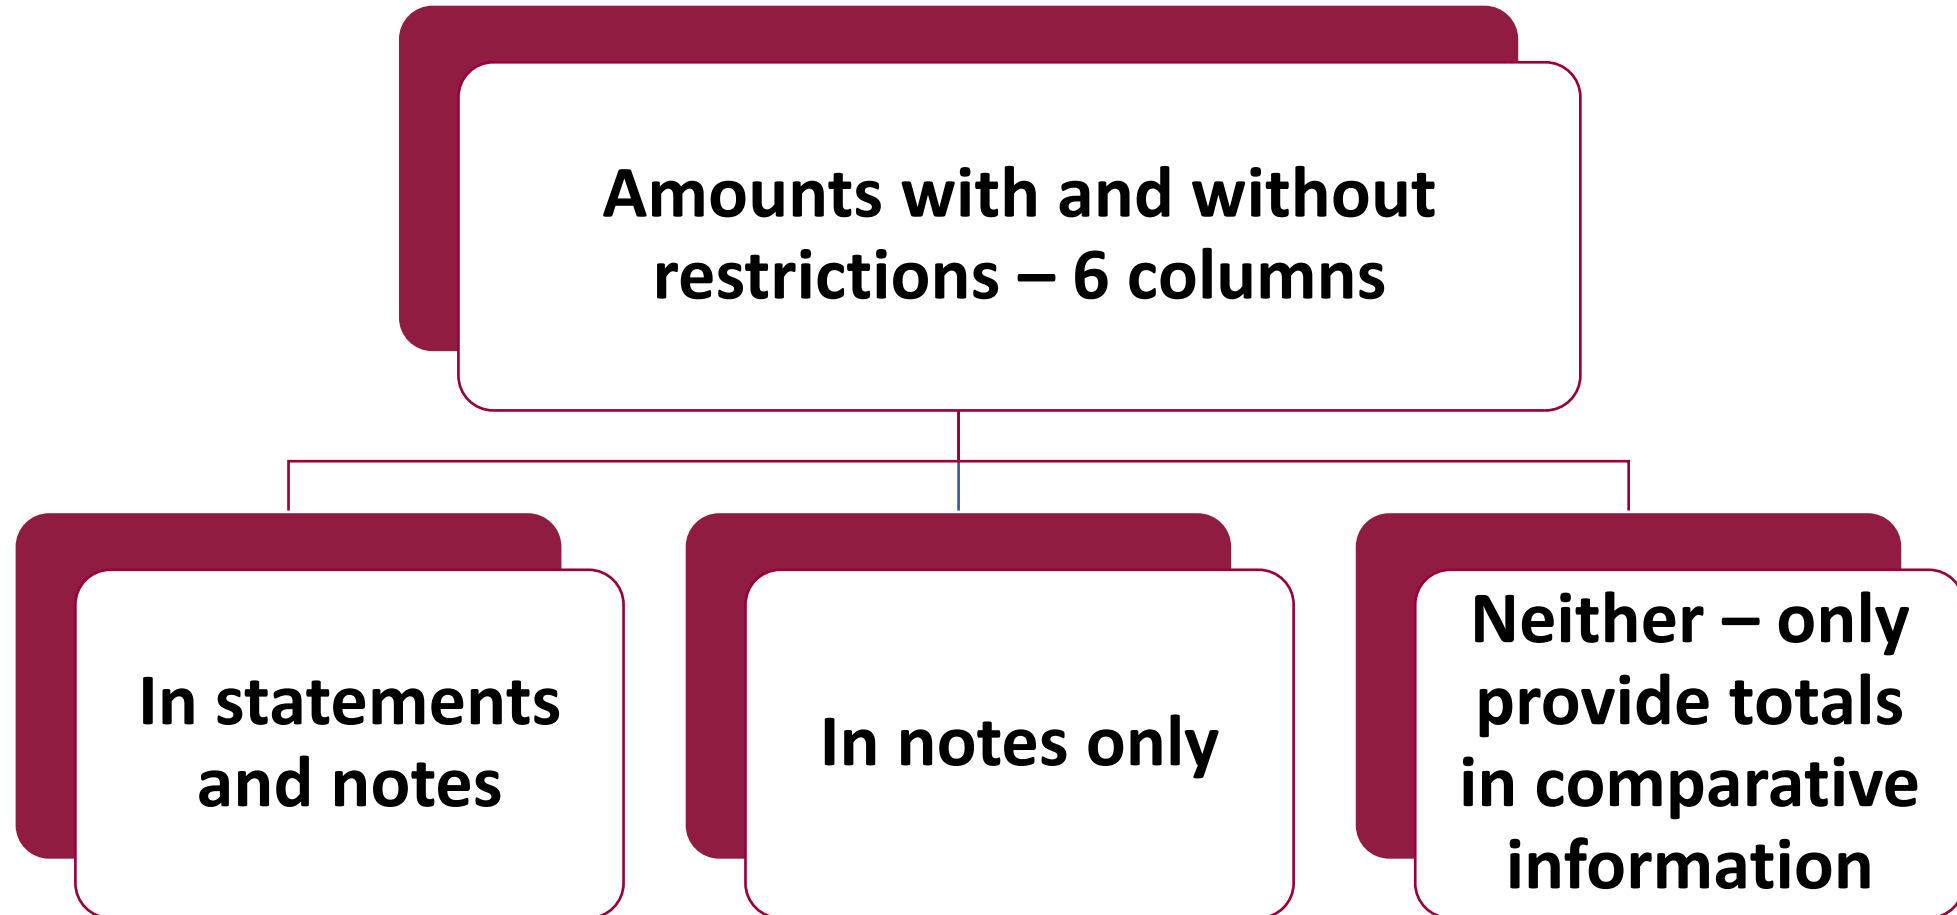 Amounts with and without
restrictions – 6 columns
In statements
and notes
In notes only
Neither – only
provide totals
in comparative
information